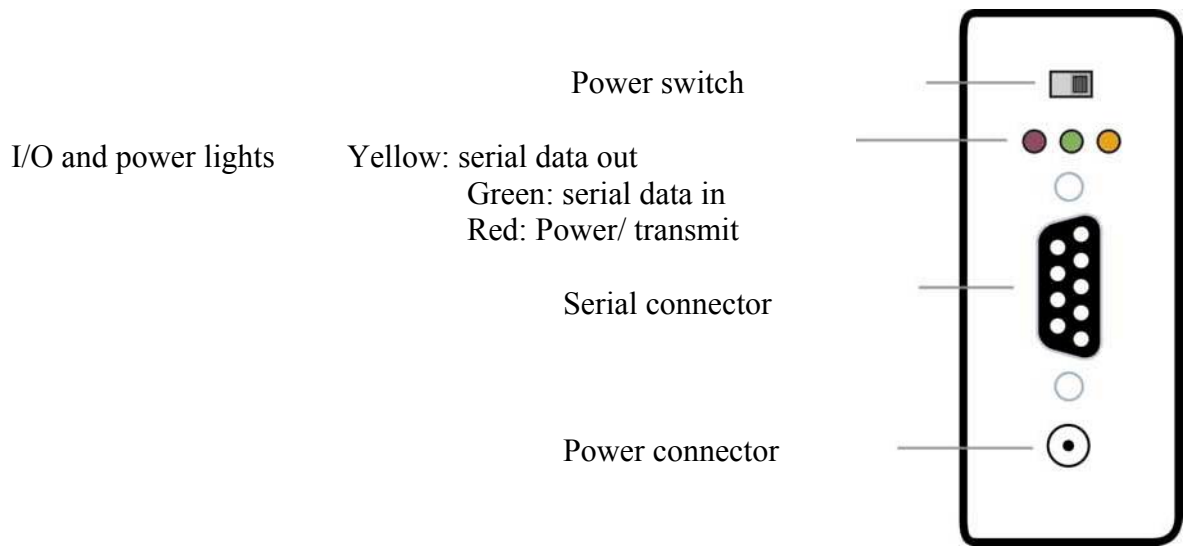 Power switch
I/O and power lights Yellow: serial data out
Green: serial data in
Red: Power/ transmit
Serial connector
Power connector